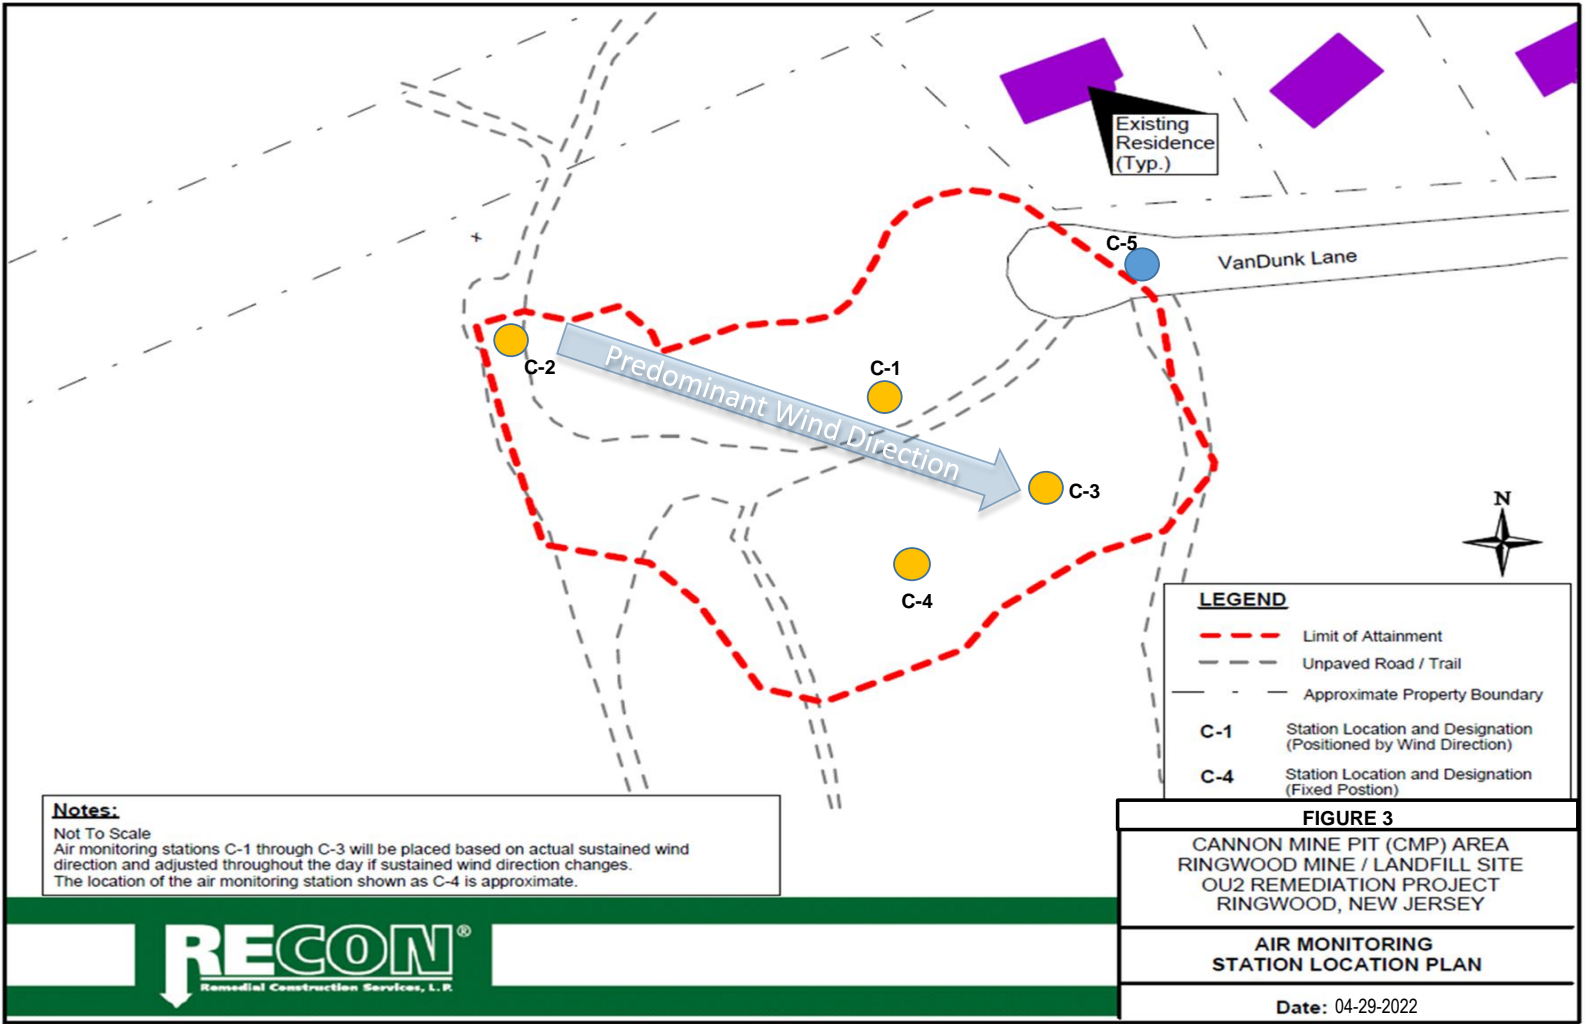 Existing
Residence
(Typ.)
C-5
VanDunk Lane
C-2
Predominant Wind Direction
C-1
C-3
C-4
N
LEGEND
Limit of Attainment
Unpaved Road / Trail
Approximate Property Boundary
C-1 Station Location and Designation
(Positioned by Wind Direction)
C-4 Station Location and Designation
(Fixed Postion)
Notes:
Not To Scale
Air monitoring stations C-1 through C-3 will be placed based on actual sustained wind
direction and adjusted throughout the day if sustained wind direction changes.
The location of the air monitoring station shown as C-4 is approximate.
FIGURE 3
CANNON MINE PIT (CMP) AREA
RINGWOOD MINE / LANDFILL SITE
OU2 REMEDIATION PROJECT
RINGWOOD, NEW JERSEY
AIR MONITORING
STATION LOCATION PLAN
Date: 04-29-2022
RECON®
Remedial Construction Services, L.P.